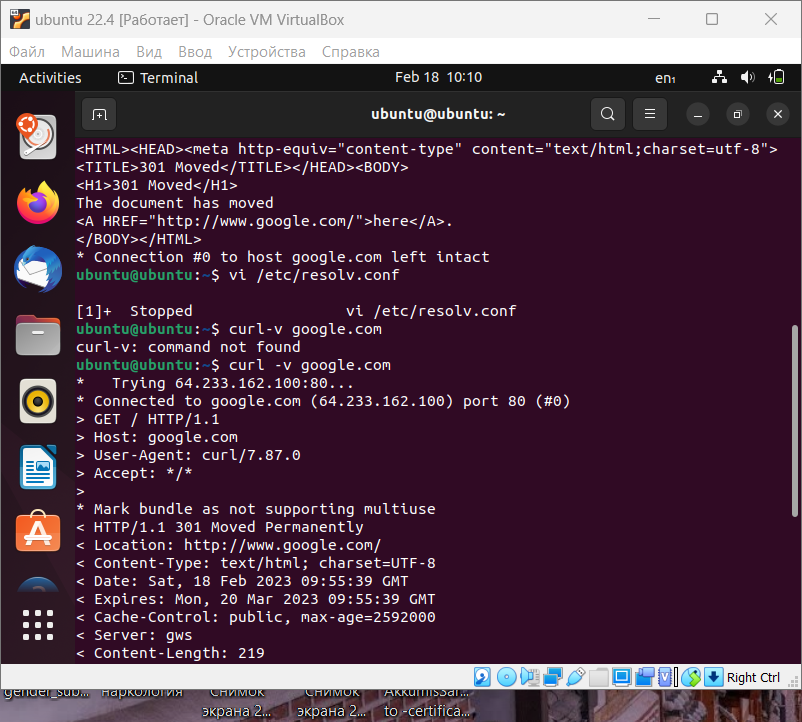 ubuntu 22.4 [Работает] - Oracle VM VirtualBox
Файл Машина Вид Ввод Устройства Справка
Activities Terminal Feb 18 10:10 en₁
ubuntu@ubuntu: ~
<HTML><HEAD><meta http-equiv="content-type" content="text/html;charset=utf-8">
<TITLE>301 Moved</TITLE></HEAD><BODY>
<H1>301 Moved</H1>
The document has moved
<A HREF="http://www.google.com/">here</A>.
</BODY></HTML>
* Connection #0 to host google.com left intact
ubuntu@ubuntu:~$ vi /etc/resolv.conf
[1]+  Stopped                 vi /etc/resolv.conf
ubuntu@ubuntu:~$ curl-v google.com
curl-v: command not found
ubuntu@ubuntu:~$ curl -v google.com
*   Trying 64.233.162.100:80...
* Connected to google.com (64.233.162.100) port 80 (#0)
> GET / HTTP/1.1
> Host: google.com
> User-Agent: curl/7.87.0
> Accept: */*
>
* Mark bundle as not supporting multiuse
< HTTP/1.1 301 Moved Permanently
< Location: http://www.google.com/
< Content-Type: text/html; charset=UTF-8
< Date: Sat, 18 Feb 2023 09:55:39 GMT
< Expires: Mon, 20 Mar 2023 09:55:39 GMT
< Cache-Control: public, max-age=2592000
< Server: gws
< Content-Length: 219
Right Ctrl
gender_sub... наркология Снимок Снимок AkkumisSar...
экрана 2... экрана 2... to -certifica...